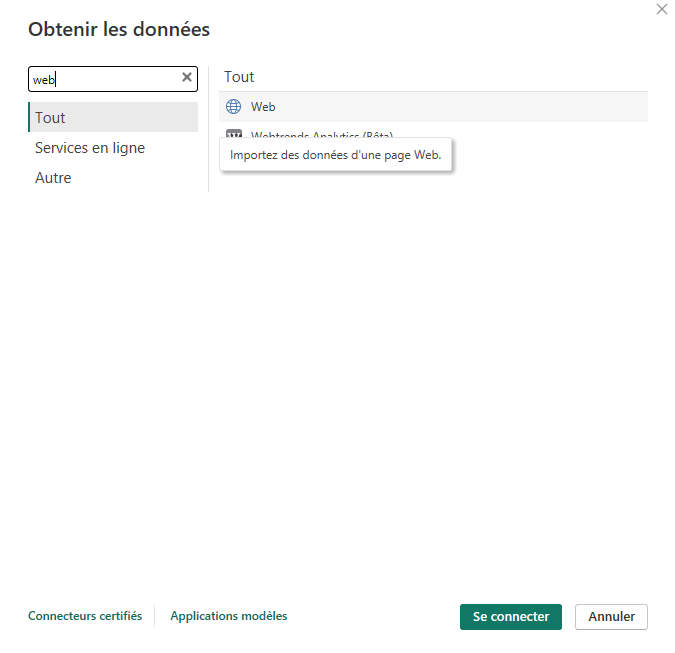 Obtenir les données
web
Tout
Services en ligne
Autre
Tout
Web
Webtrends Analytics (Bêta)
Importez des données d'une page Web.
Connecteurs certifiés
Applications modèles
Se connecter
Annuler